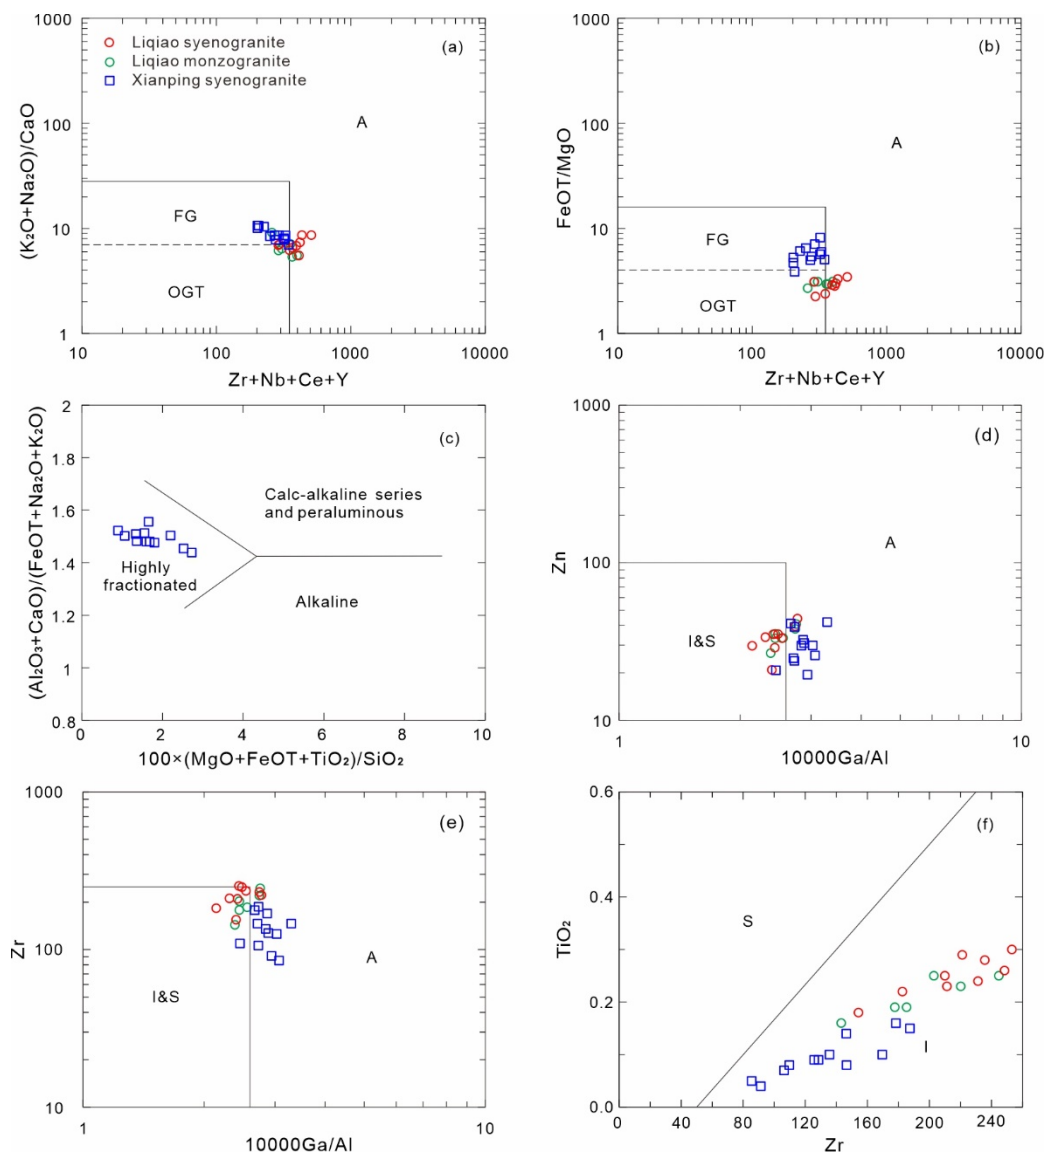 (a)
Liqiao syenogranite
Liqiao monzogranite
Xianping syenogranite
A
FG
OGT
1000
100
10
1
10
100
1000
10000
(K₂O+Na₂O)/CaO
Zr+Nb+Ce+Y
(b)
A
FG
OGT
1000
100
10
1
10
100
1000
10000
FeOT/MgO
Zr+Nb+Ce+Y
(c)
Calc-alkaline series
and peraluminous
Highly
fractionated
Alkaline
2
1.8
1.6
1.4
1.2
1
0.8
0
2
4
6
8
10
(Al₂O₃+CaO)/(FeOT+Na₂O+K₂O)
100×(MgO+FeOT+TiO₂)/SiO₂
(d)
A
I&S
1000
100
10
1
10
Zn
10000Ga/Al
(e)
A
I&S
1000
100
10
1
10
Zr
10000Ga/Al
(f)
S
I
0.6
0.4
0.2
0.0
0
40
80
120
160
200
240
TiO₂
Zr